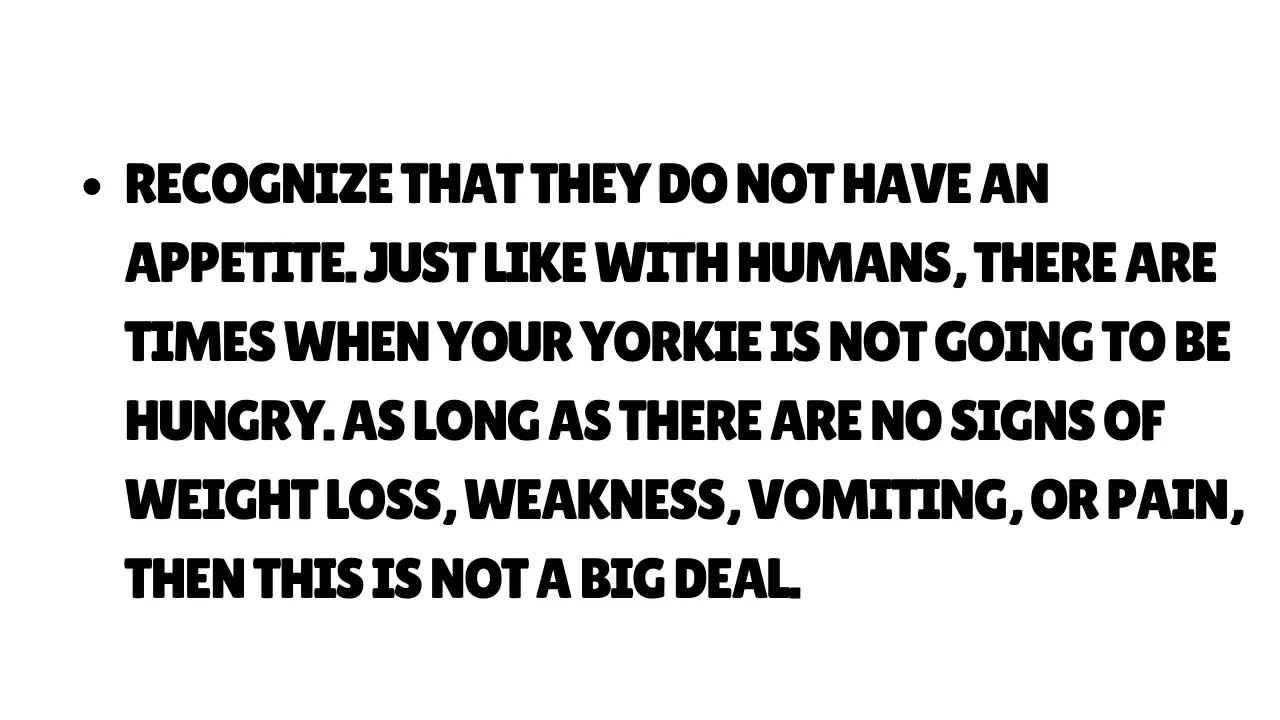 • RECOGNIZE THAT THEY DO NOT HAVE AN
APPETITE. JUST LIKE WITH HUMANS, THERE ARE
TIMES WHEN YOUR YORKIE IS NOT GOING TO BE
HUNGRY. AS LONG AS THERE ARE NO SIGNS OF
WEIGHT LOSS, WEAKNESS, VOMITING, OR PAIN,
THEN THIS IS NOT A BIG DEAL.